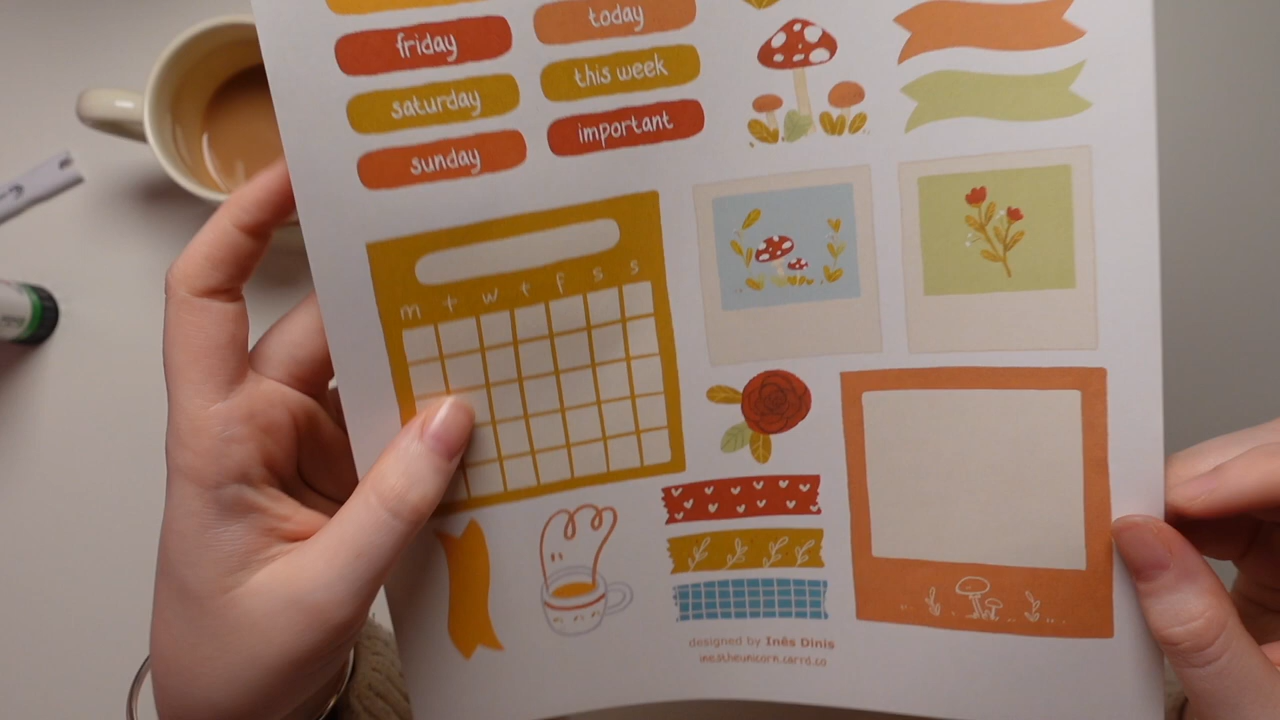 friday
saturday
sunday
today
this week
important
m t w t f s s
designed by Inês Dinis
inestheunicorn.carrd.co